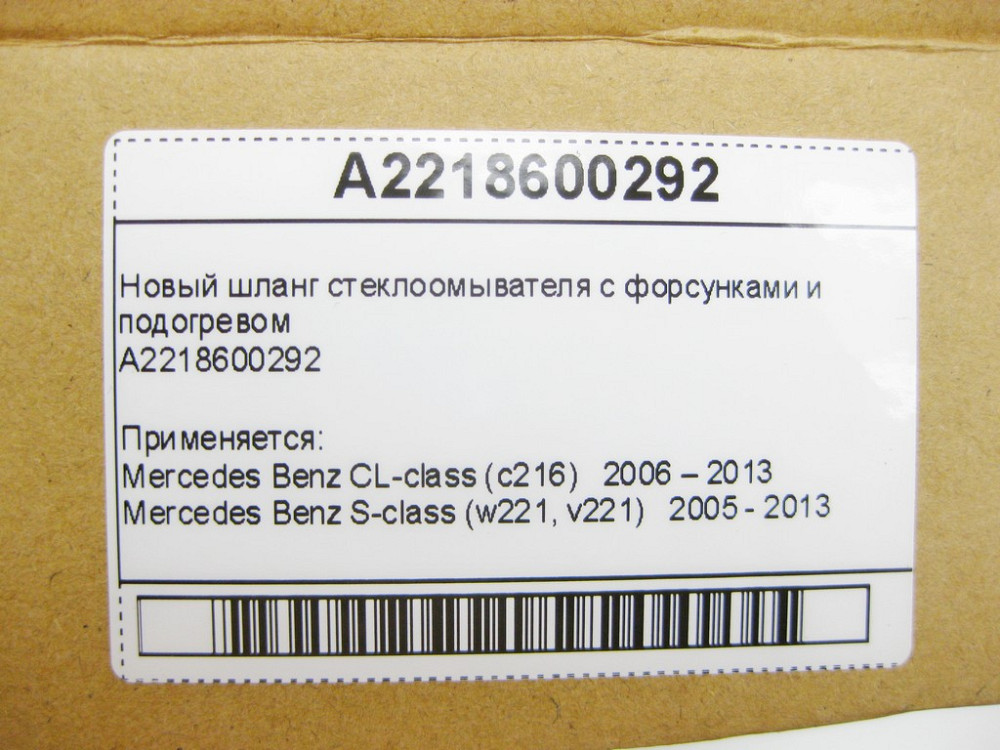 A2218600292
Новый шланг стеклоомывателя с форсунками и
подогревом
A2218600292
Применяется:
Mercedes Benz CL-class (c216) 2006 – 2013
Mercedes Benz S-class (w221, v221) 2005 - 2013